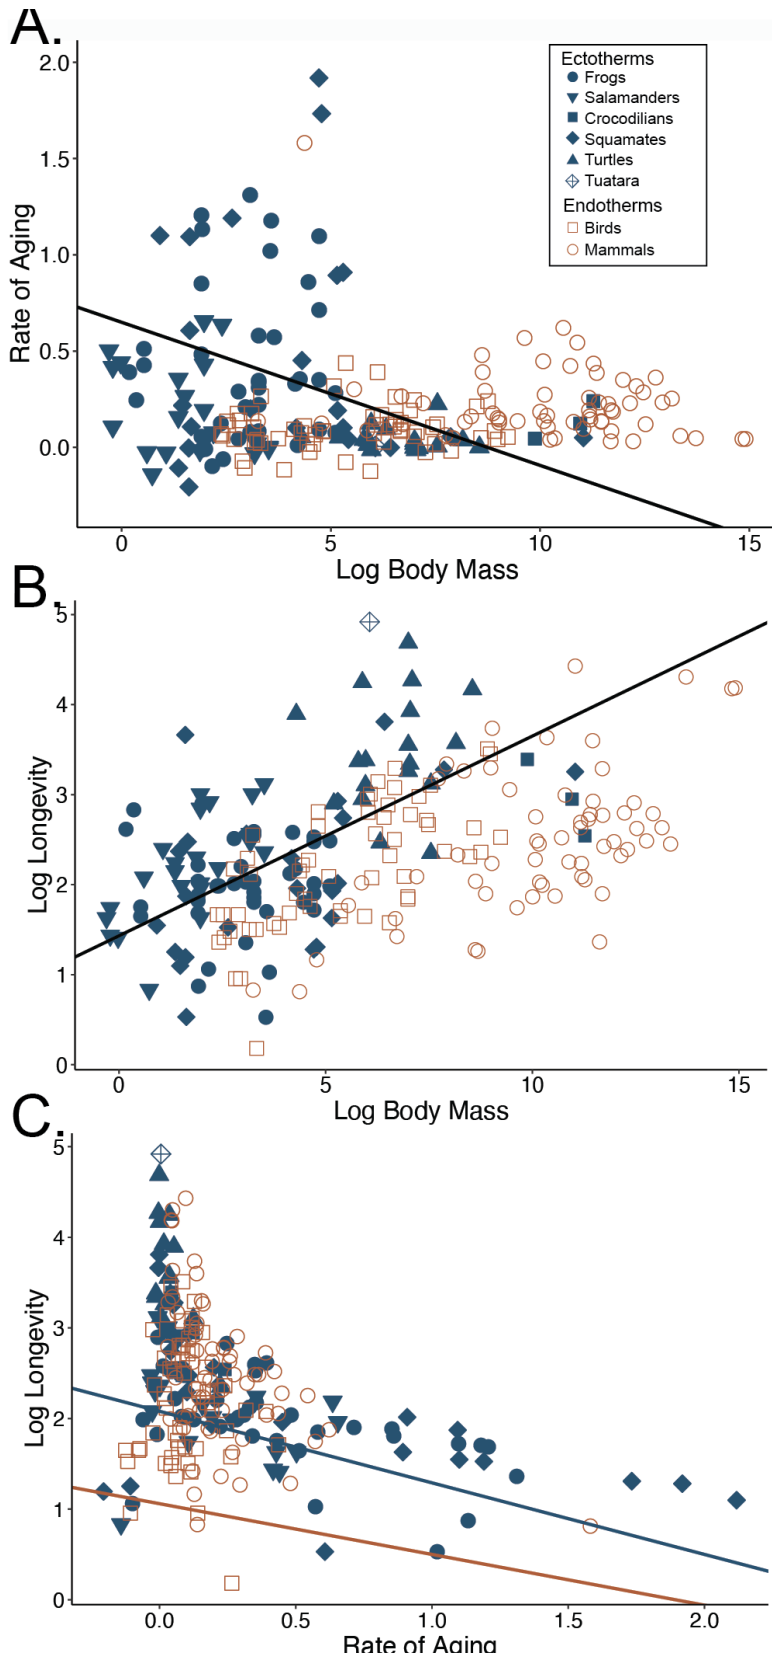 A.
2.0
1.5
1.0
0.5
0.0
Rate of Aging
Ectotherms
Frogs
Salamanders
Crocodilians
Squamates
Turtles
Tuatara
Endotherms
Birds
Mammals
0 5 10 15
Log Body Mass
B.
5
4
3
2
1
0
Log Longevity
0 5 10 15
Log Body Mass
C.
5
4
3
2
1
0
Log Longevity
0.0 0.5 1.0 1.5 2.0
Rate of Aging